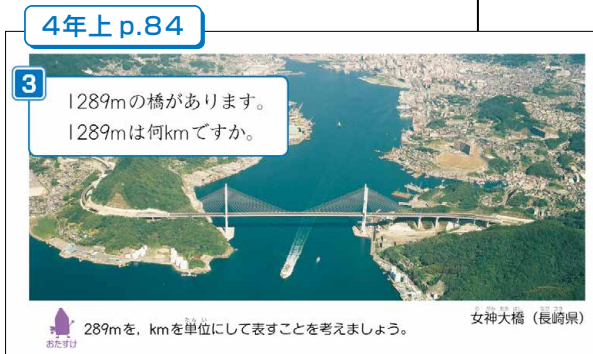 4年上 p.84
3
1289mの橋があります。
1289mは何kmですか。
女神大橋（長崎県）
おたすけ
289mを，kmを単位にして表すことを考えましょう。